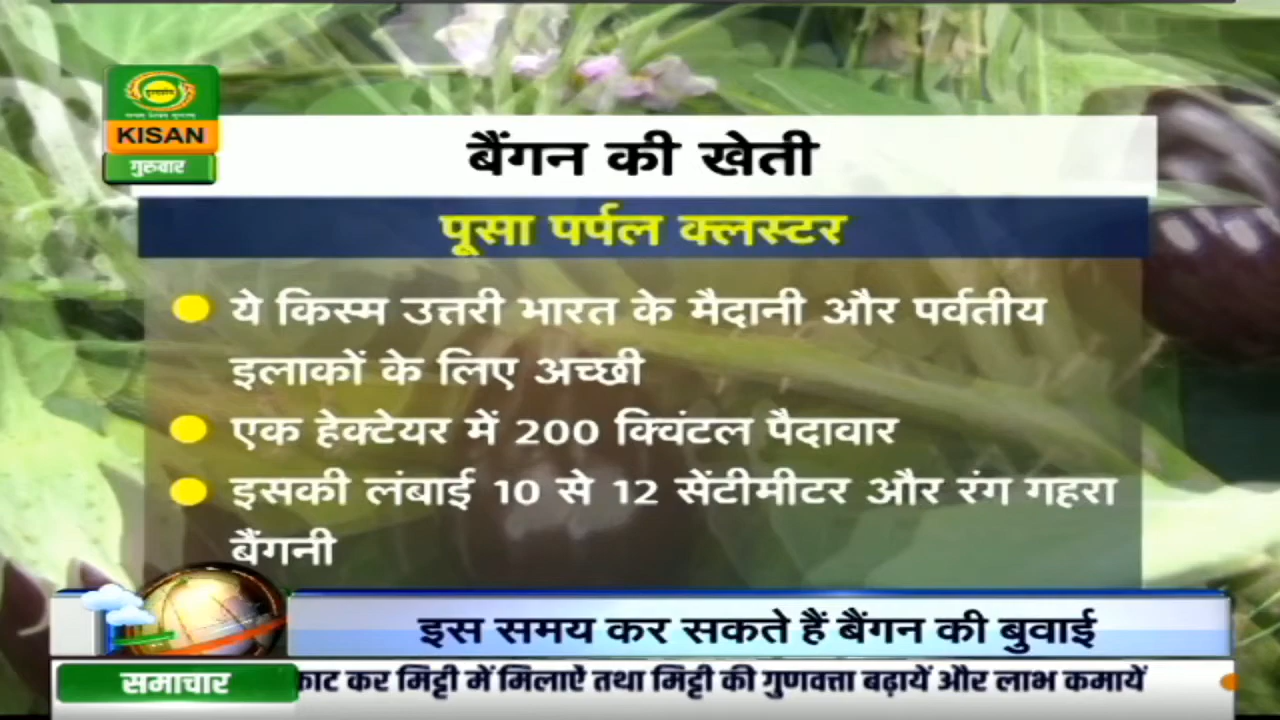 KISAN
गुरुवार
बैंगन की खेती
पूसा पर्पल क्लस्टर
ये किस्म उत्तरी भारत के मैदानी और पर्वतीय
इलाकों के लिए अच्छी
एक हेक्टेयर में 200 क्विंटल पैदावार
इसकी लंबाई 10 से 12 सेंटीमीटर और रंग गहरा
बैंगनी
इस समय कर सकते हैं बैंगन की बुवाई
समाचार
कर मिट्टी में मिलाऐं तथा मिट्टी की गुणवत्ता बढ़ायें और लाभ कमायें